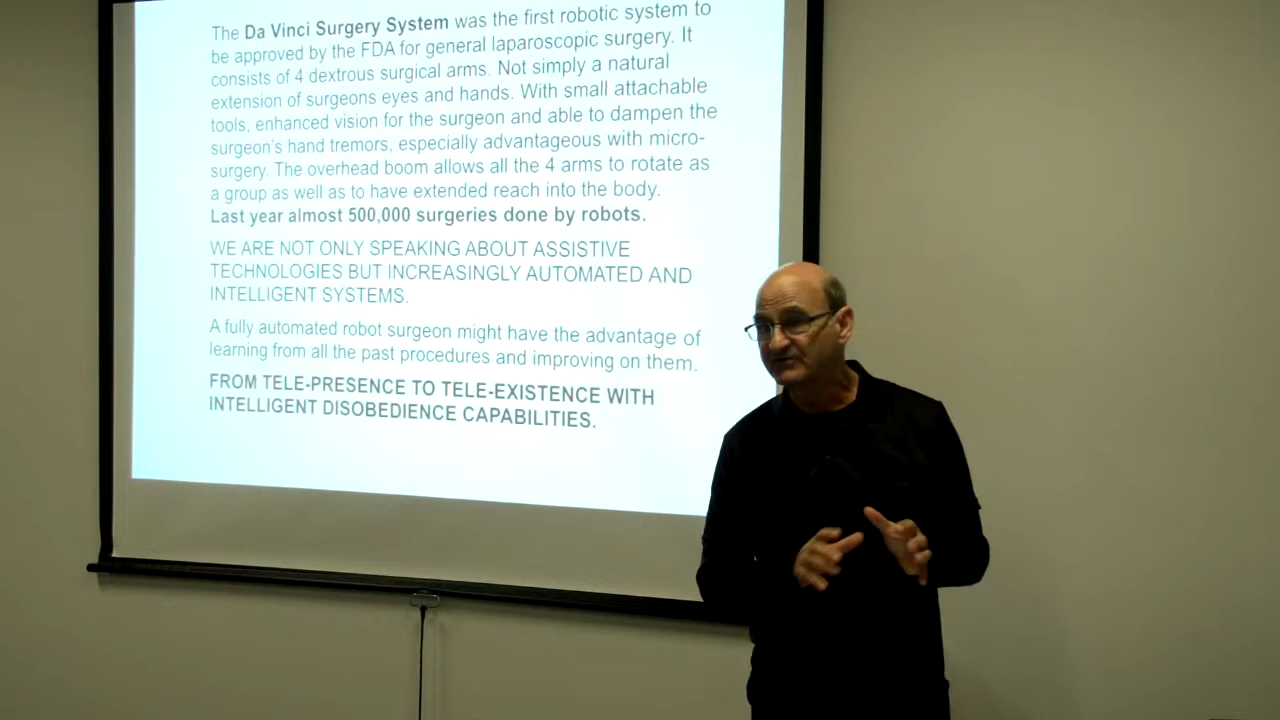 The Da Vinci Surgery System was the first robotic system to
be approved by the FDA for general laparoscopic surgery. It
consists of 4 dextrous surgical arms. Not simply a natural
extension of surgeons eyes and hands. With small attachable
tools, enhanced vision for the surgeon and able to dampen the
surgeon's hand tremors, especially advantageous with micro-
surgery. The overhead boom allows all the 4 arms to rotate as
a group as well as to have extended reach into the body.
Last year almost 500,000 surgeries done by robots.
WE ARE NOT ONLY SPEAKING ABOUT ASSISTIVE
TECHNOLOGIES BUT INCREASINGLY AUTOMATED AND
INTELLIGENT SYSTEMS.
A fully automated robot surgeon might have the advantage of
learning from all the past procedures and improving on them.
FROM TELE-PRESENCE TO TELE-EXISTENCE WITH
INTELLIGENT DISOBEDIENCE CAPABILITIES.